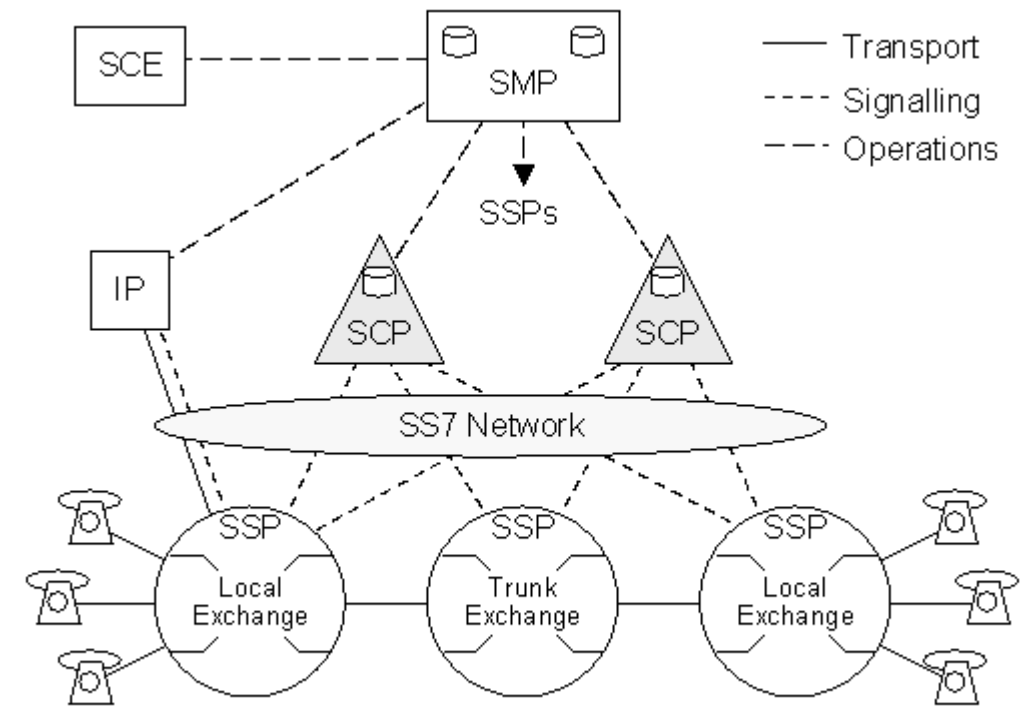 SCE
SMP
Transport
Signalling
Operations
SSPs
IP
SCP
SCP
SS7 Network
SSP
Local
Exchange
SSP
Trunk
Exchange
SSP
Local
Exchange